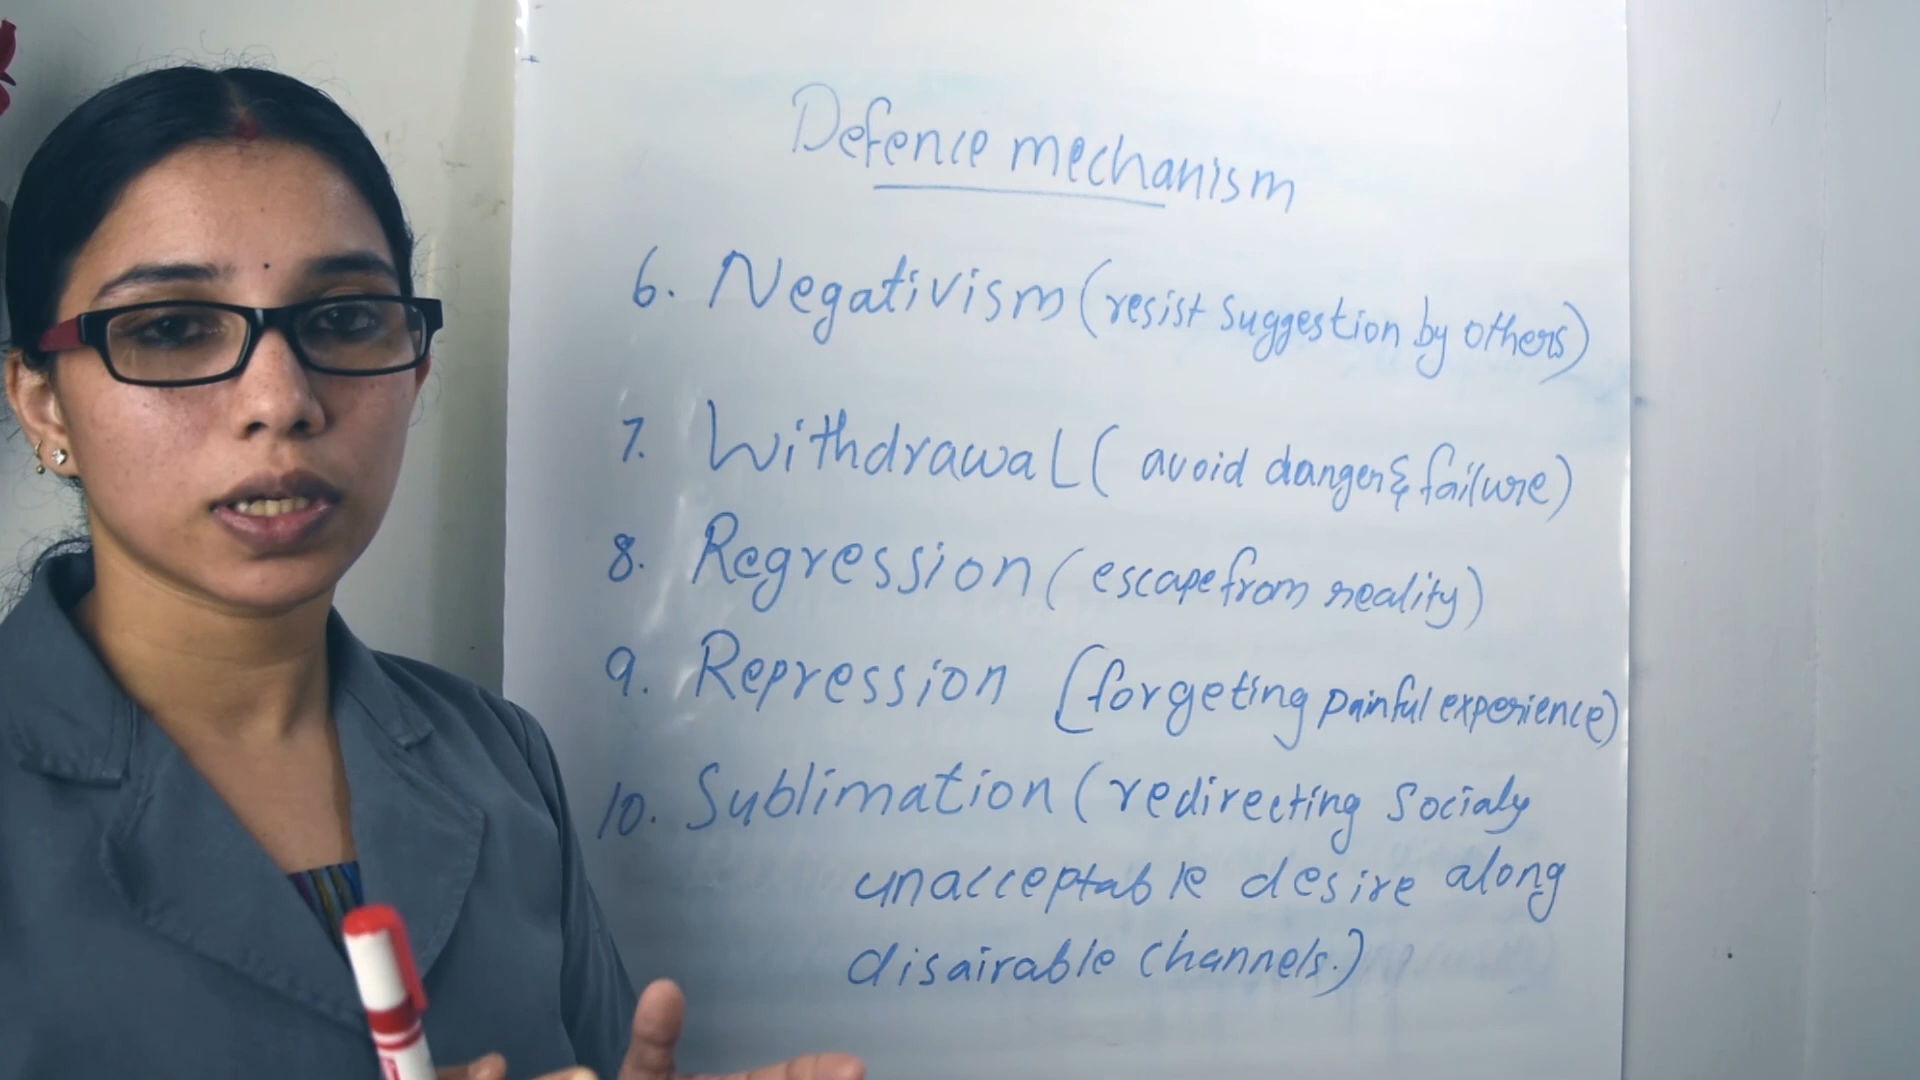 Defence mechanism
6. Negativism (resist suggestion by others)
7. Withdrawal (avoid danger & failure)
8. Regression (escape from reality)
9. Repression (forgeting painful experience)
10. Sublimation (redirecting Socialy
unacceptable desire along
disairable channels.)